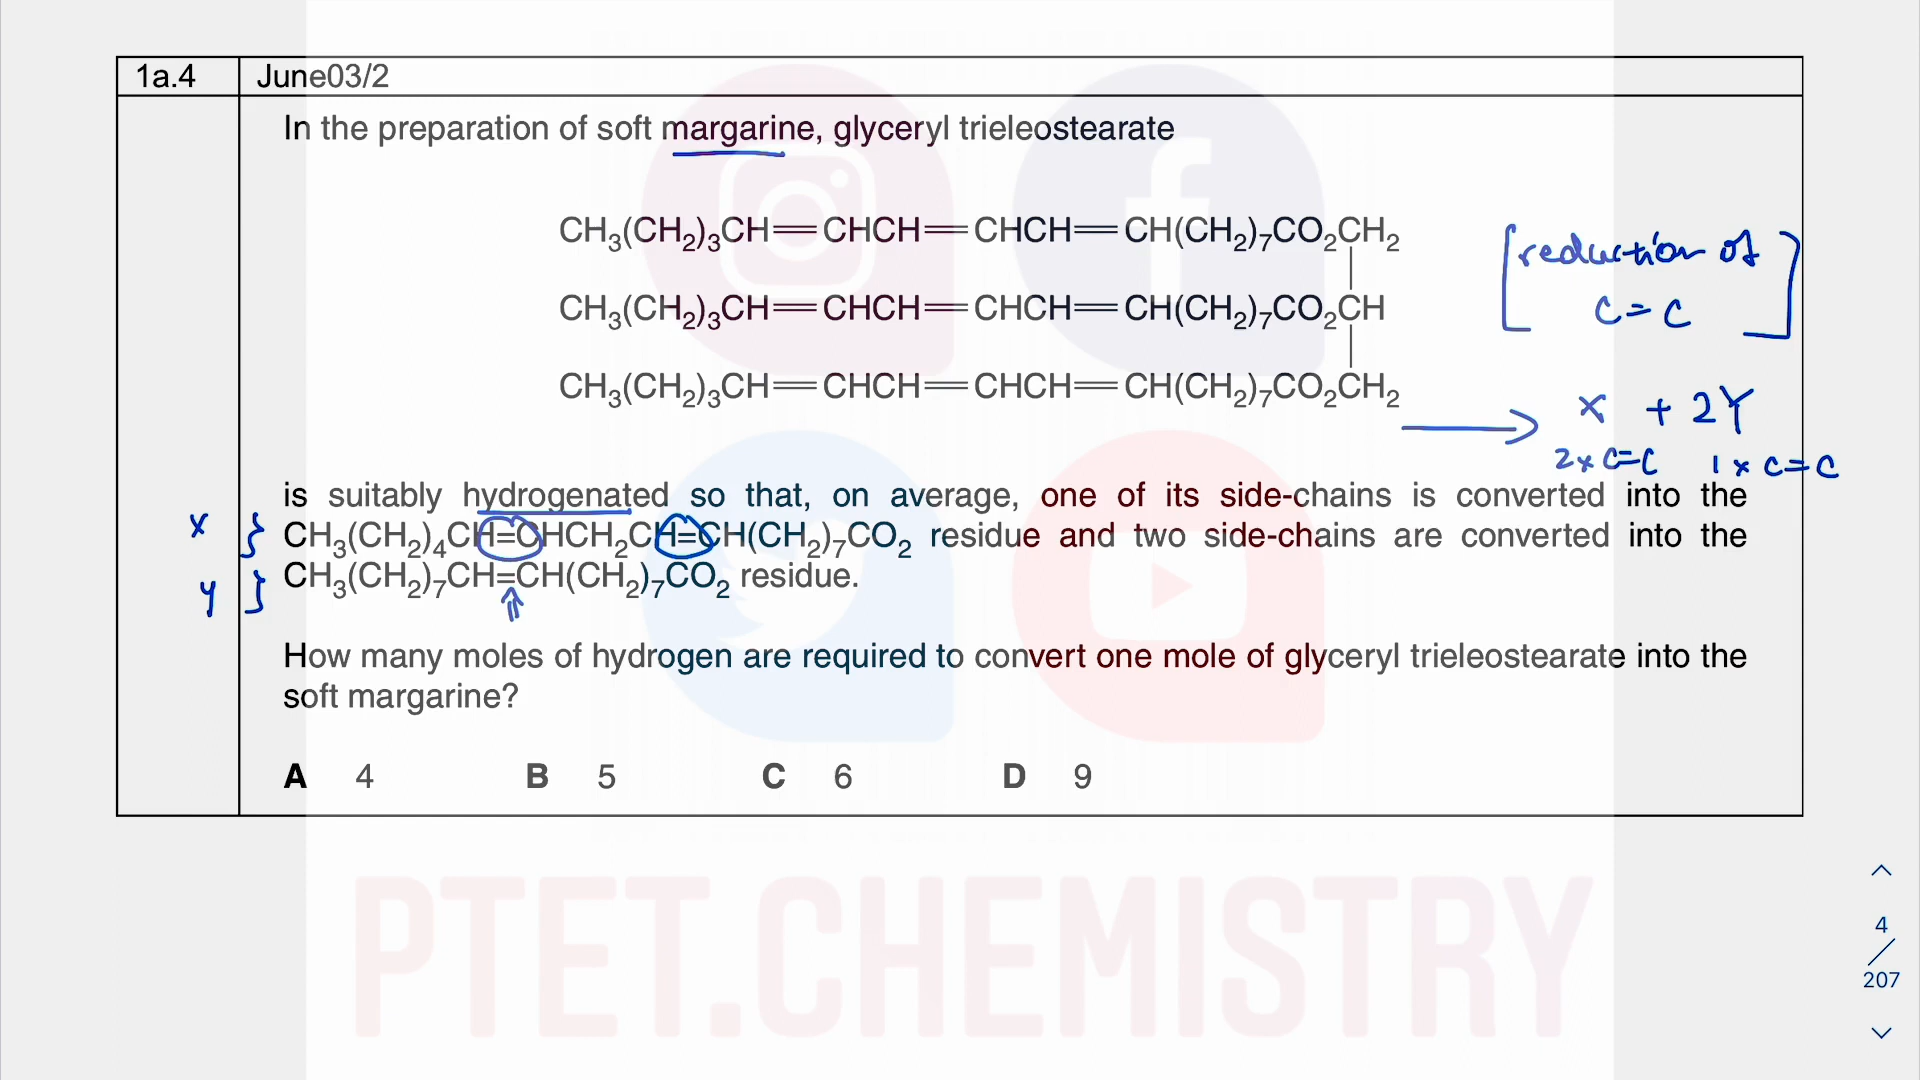 1a.4 June03/2
In the preparation of soft margarine, glyceryl trieleostearate
CH₃(CH₂)₃CH=CHCH=CHCH=CH(CH₂)₇CO₂CH₂
CH₃(CH₂)₃CH=CHCH=CHCH=CH(CH₂)₇CO₂CH
CH₃(CH₂)₃CH=CHCH=CHCH=CH(CH₂)₇CO₂CH₂
[reduction of
C=C]
→ X + 2Y
2×C=C 1×C=C
is suitably hydrogenated so that, on average, one of its side-chains is converted into the
X } CH₃(CH₂)₄CH=CHCH₂CH=CH(CH₂)₇CO₂ residue and two side-chains are converted into the
y } CH₃(CH₂)₇CH=CH(CH₂)₇CO₂ residue.
How many moles of hydrogen are required to convert one mole of glyceryl trieleostearate into the
soft margarine?
A 4 B 5 C 6 D 9
PTET.CHEMISTRY
4
/
207